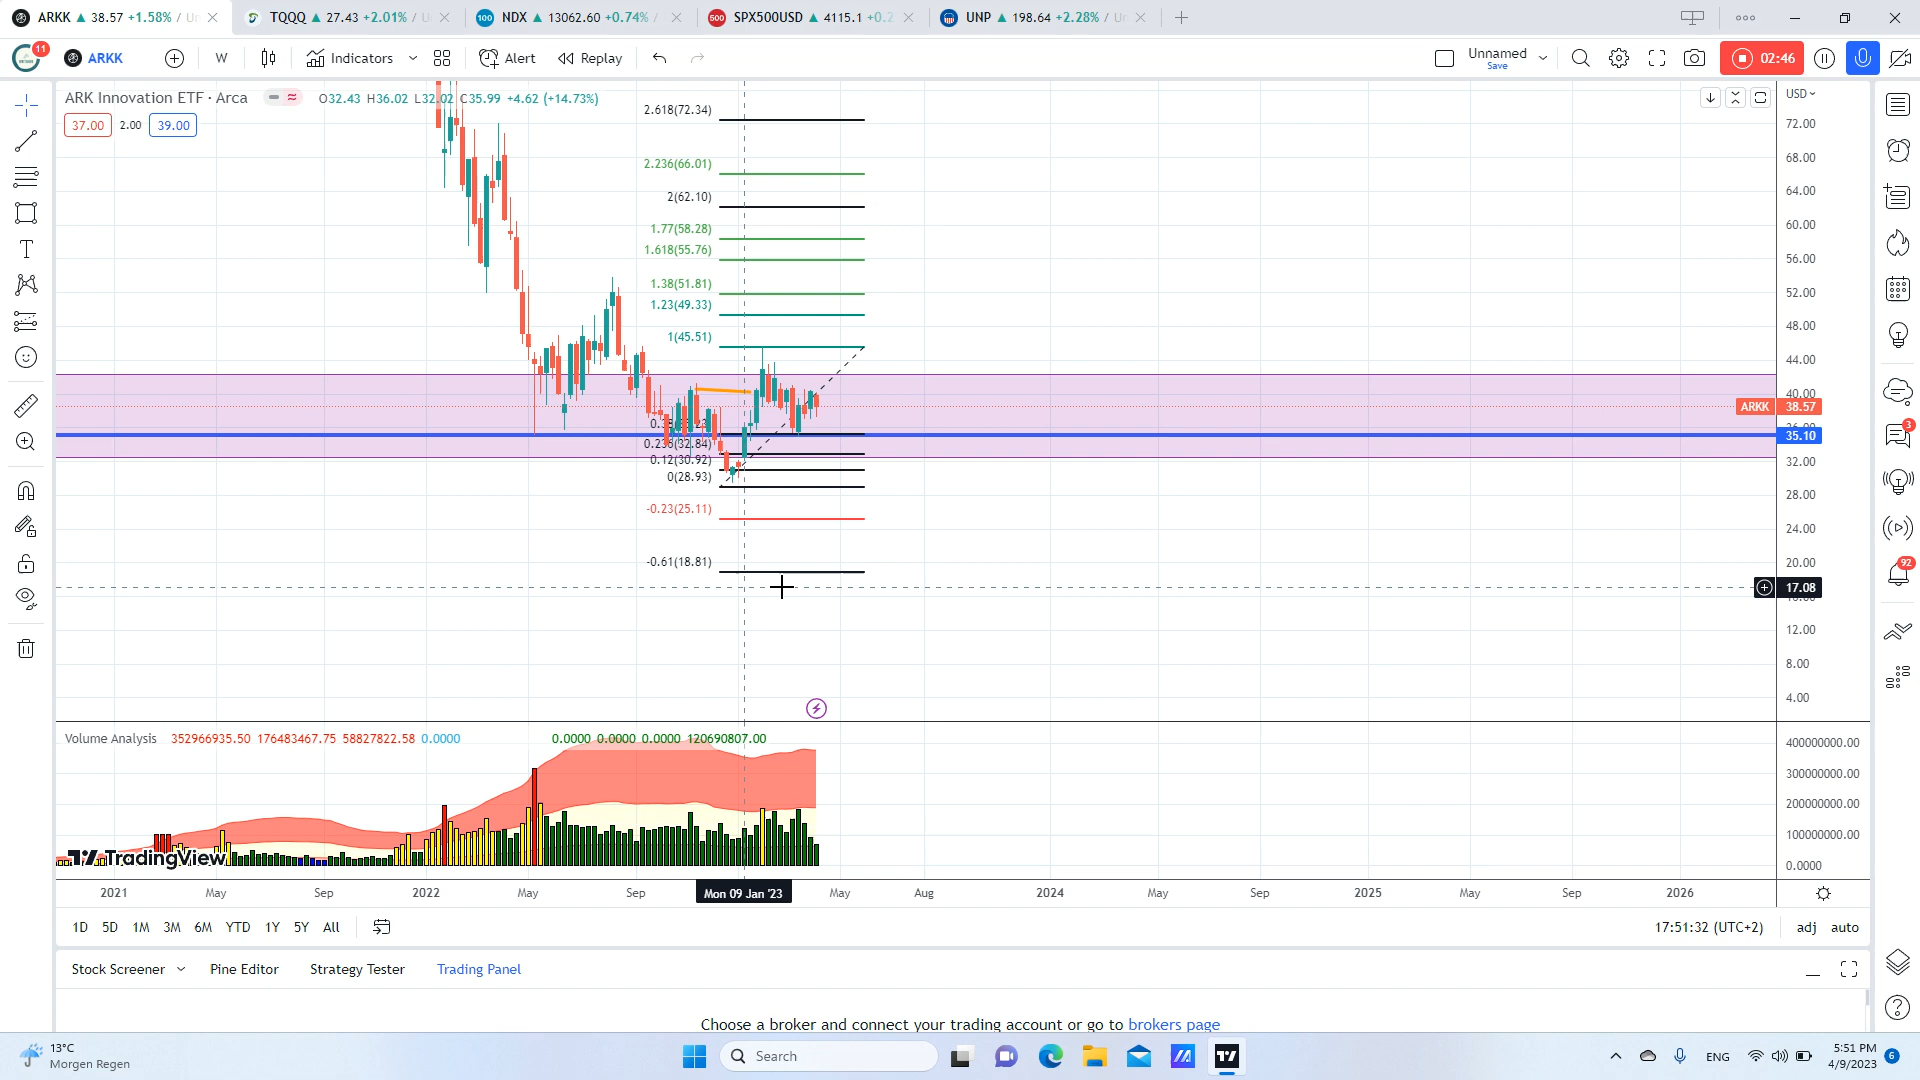 ARKK ▲ 38.57 +1.58% / U
TQQQ ▲ 27.43 +2.01% / U
NDX ▲ 13062.60 +0.74% /
500 SPX500USD ▲ 4115.1 +0.2
UNP ▲ 198.64 +2.28% / U
11
ARKK
W
Indicators
Alert
Replay
Unnamed
Save
02:46
ARK Innovation ETF · Arca
O32.43 H36.02 L32.02 C35.99 +4.62 (+14.73%)
37.00
2.00
39.00
USD
2.618(72.34)
2.236(66.01)
2(62.10)
1.77(58.28)
1.618(55.76)
1.38(51.81)
1.23(49.33)
1(45.51)
0.12(30.92)
0(28.93)
-0.23(25.11)
-0.61(18.81)
72.00
68.00
64.00
60.00
56.00
52.00
48.00
44.00
40.00
ARKK 38.57
35.10
32.00
28.00
24.00
20.00
17.08
12.00
8.00
4.00
3
92
Volume Analysis 352966935.50 176483467.75 58827822.58 0.0000
0.0000 0.0000 0.0000 120690807.00
400000000.00
300000000.00
200000000.00
100000000.00
0.0000
TradingView
2021
May
Sep
2022
May
Sep
Mon 09 Jan '23
May
Aug
2024
May
Sep
2025
May
Sep
2026
1D 5D 1M 3M 6M YTD 1Y 5Y All
17:51:32 (UTC+2)
adj
auto
Stock Screener
Pine Editor
Strategy Tester
Trading Panel
Choose a broker and connect your trading account or go to brokers page
13°C
Morgen Regen
Search
ENG
5:51 PM
4/9/2023
6